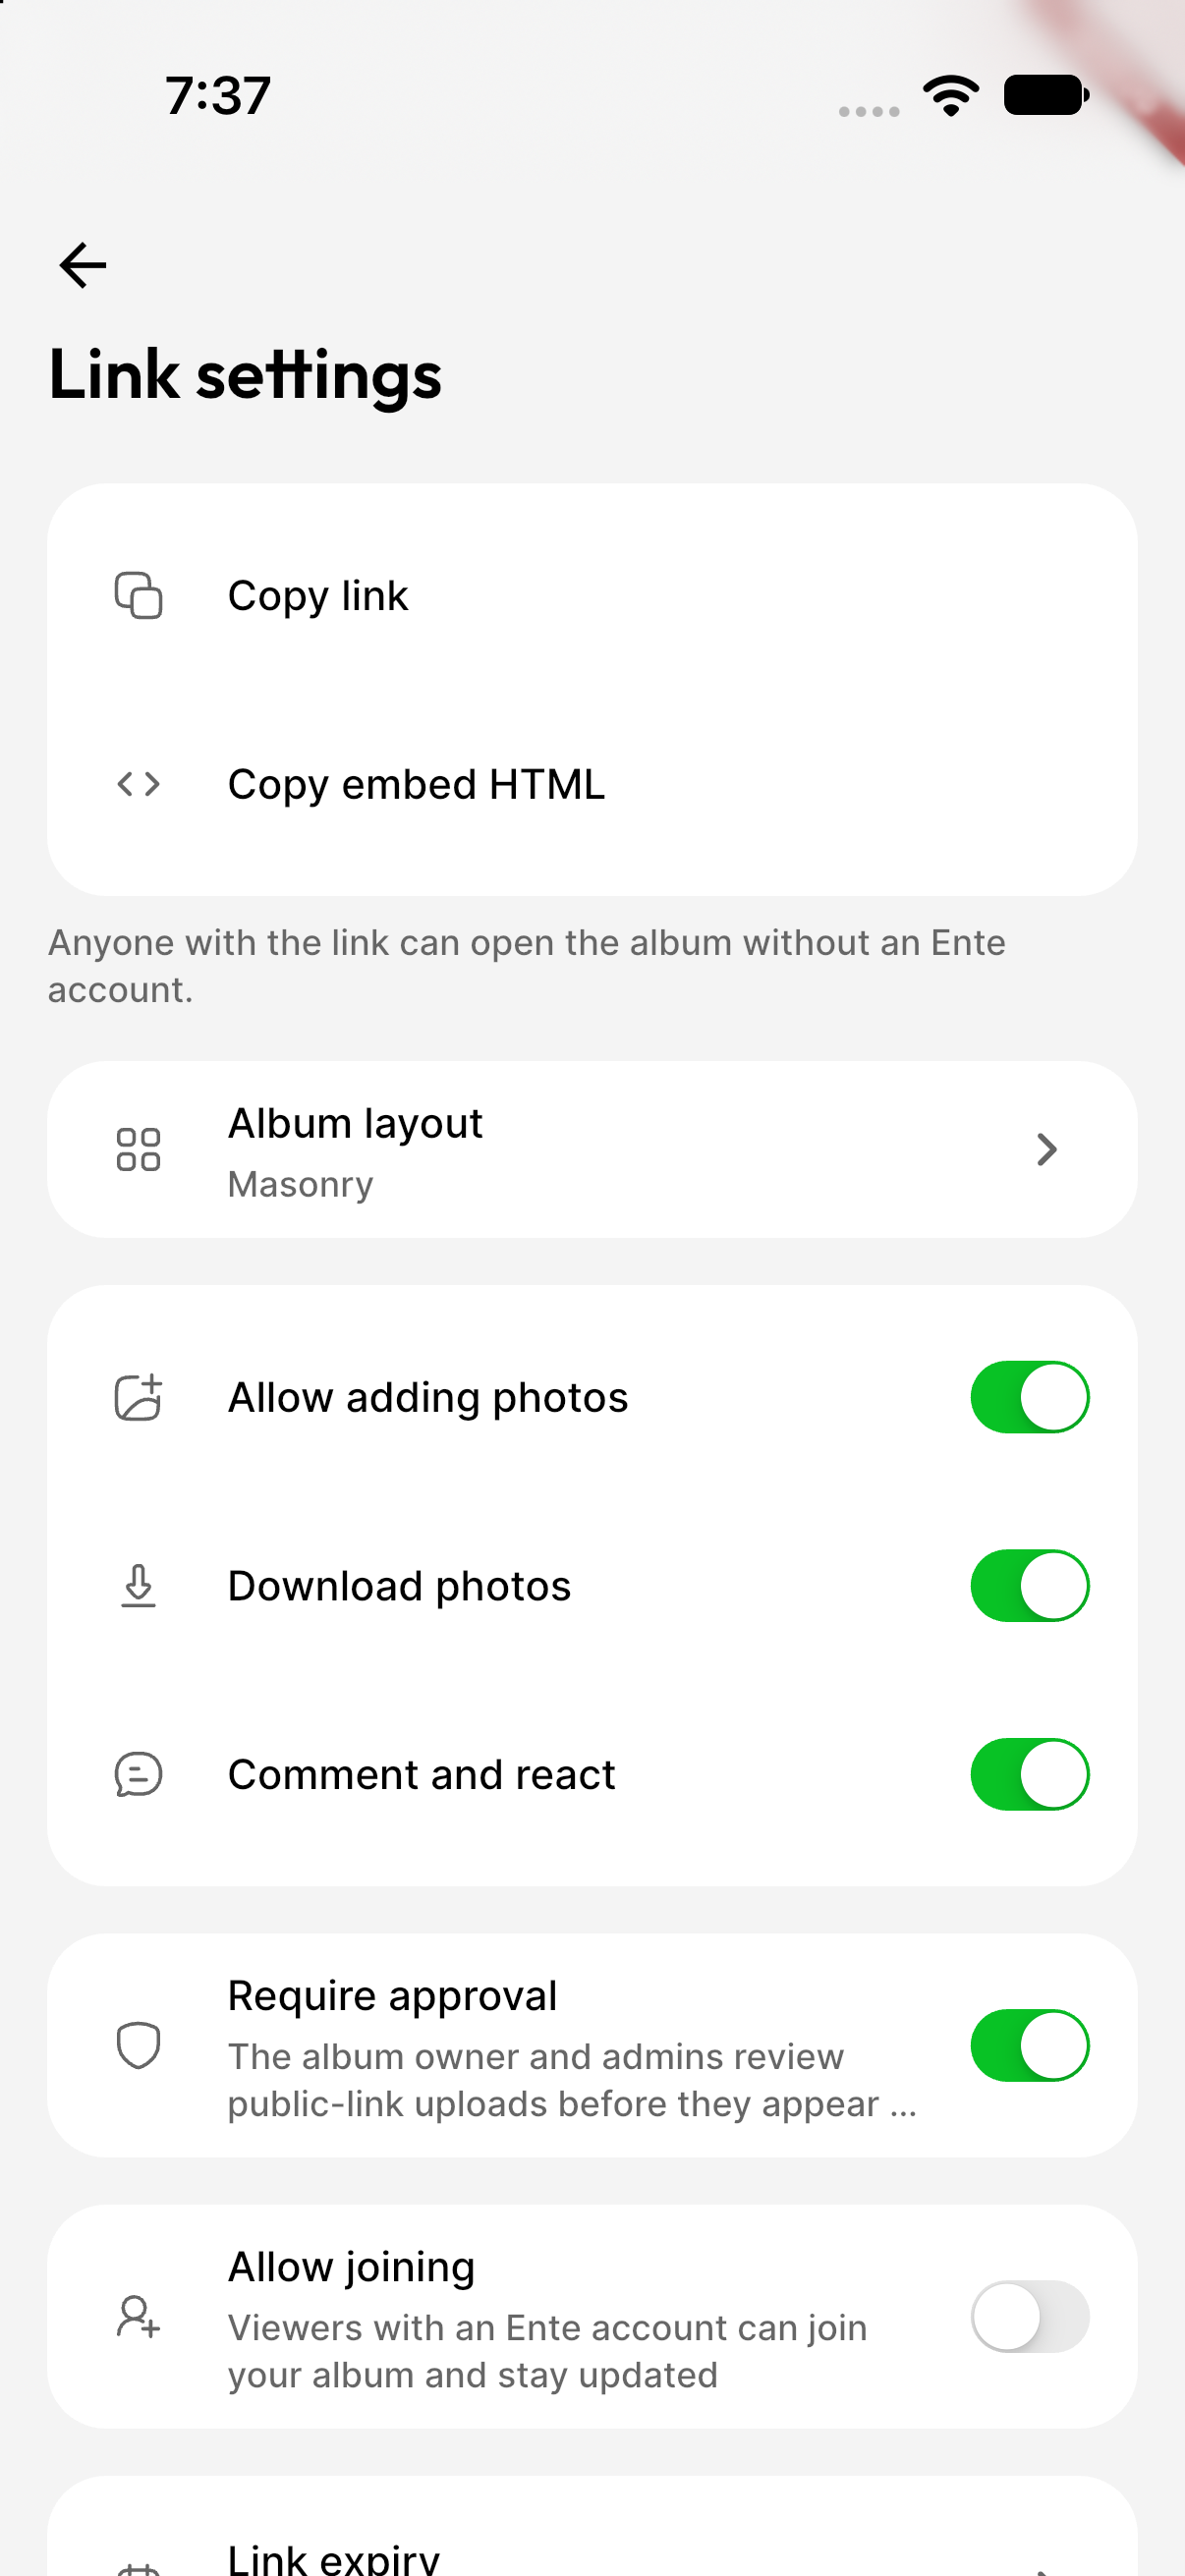 7:37
Link settings
Copy link
Copy embed HTML
Anyone with the link can open the album without an Ente
account.
Album layout
Masonry
Allow adding photos
Download photos
Comment and react
Require approval
The album owner and admins review
public-link uploads before they appear ...
Allow joining
Viewers with an Ente account can join
your album and stay updated
Link expiry